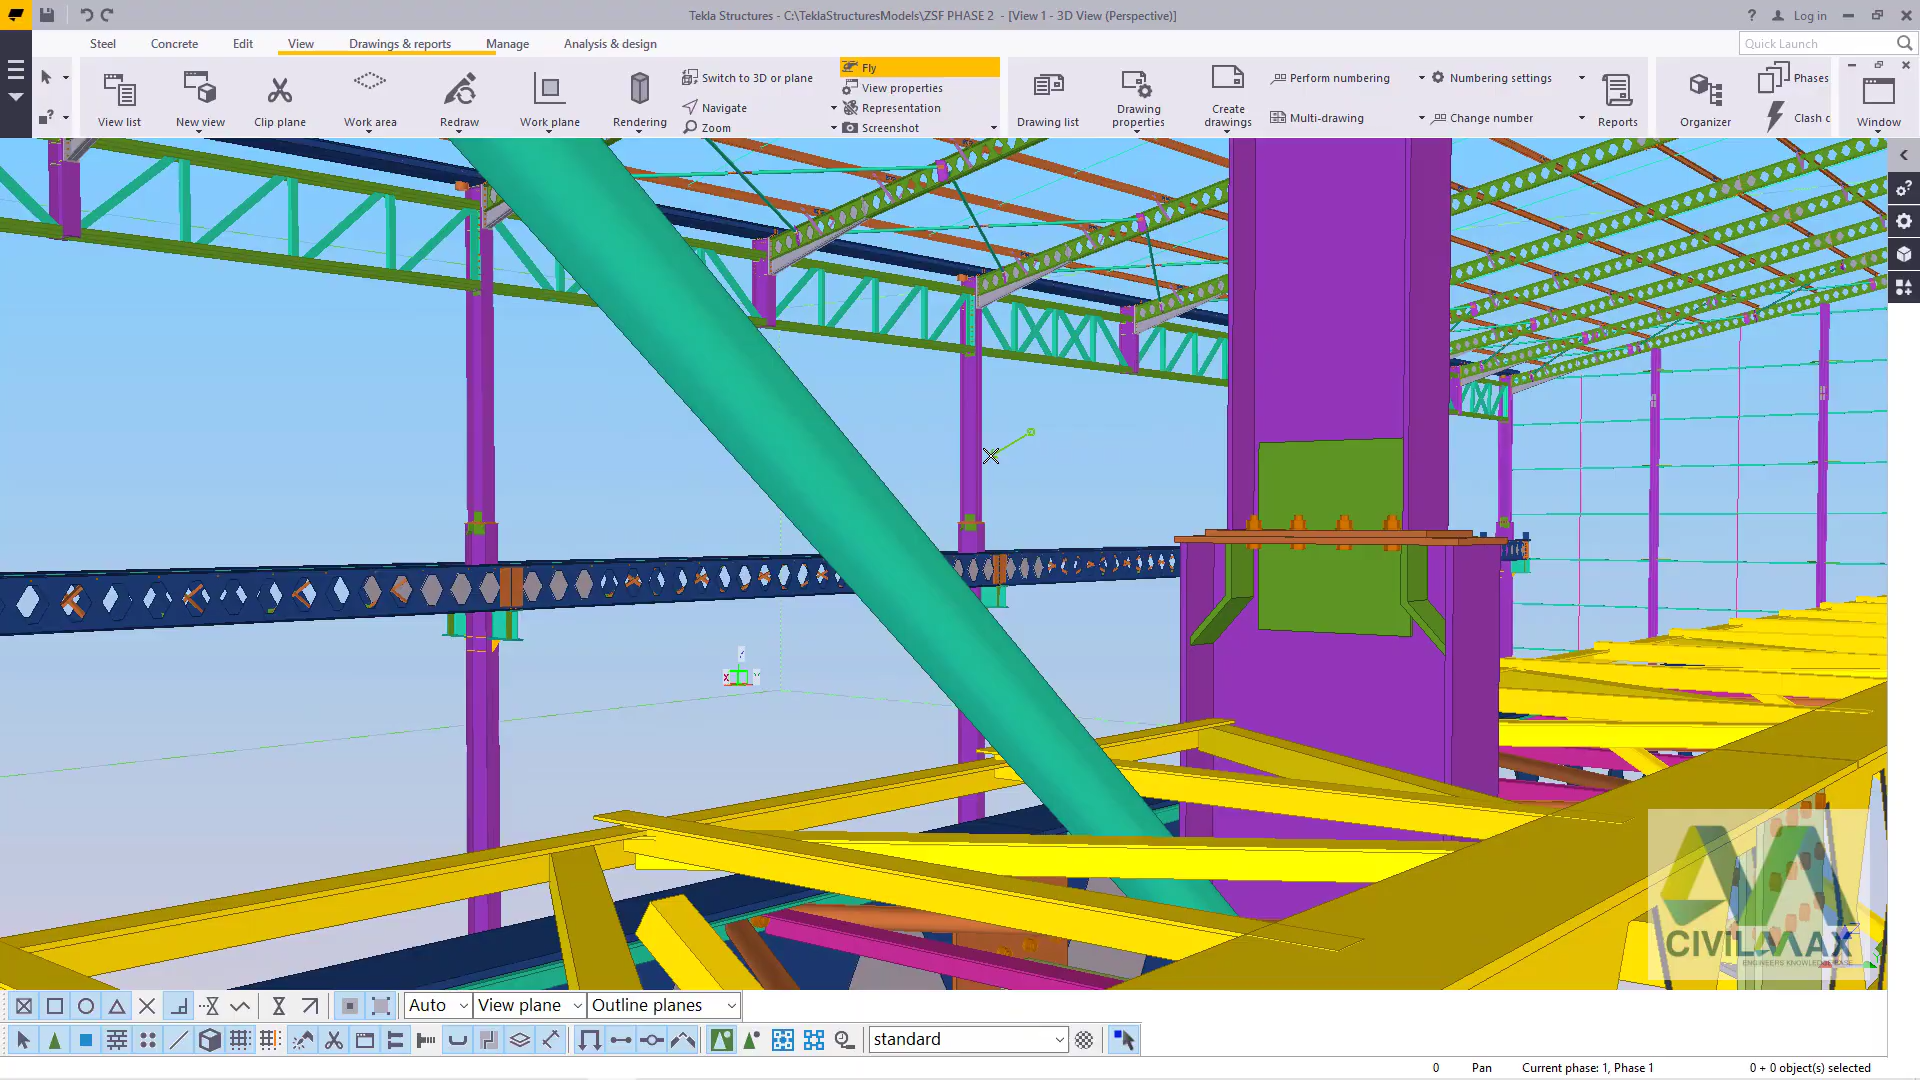 Tekla Structures - C:\TeklaStructuresModels\ZSF PHASE 2 - [View 1 - 3D View (Perspective)]
? Log in
Steel Concrete Edit View Drawings & reports Manage Analysis & design
Quick Launch
View list
New view
Clip plane
Work area
Redraw
Work plane
Rendering
Switch to 3D or plane
Navigate
Zoom
Fly
View properties
Representation
Screenshot
Drawing list
Drawing properties
Create drawings
Perform numbering
Multi-drawing
Numbering settings
Change number
Reports
Organizer
Phases
Clash c
Window
X
CIVILMAX
ENGINEERS KNOWLEDGE BASE
Auto View plane Outline planes
standard
0 Pan Current phase: 1, Phase 1 0 + 0 object(s) selected